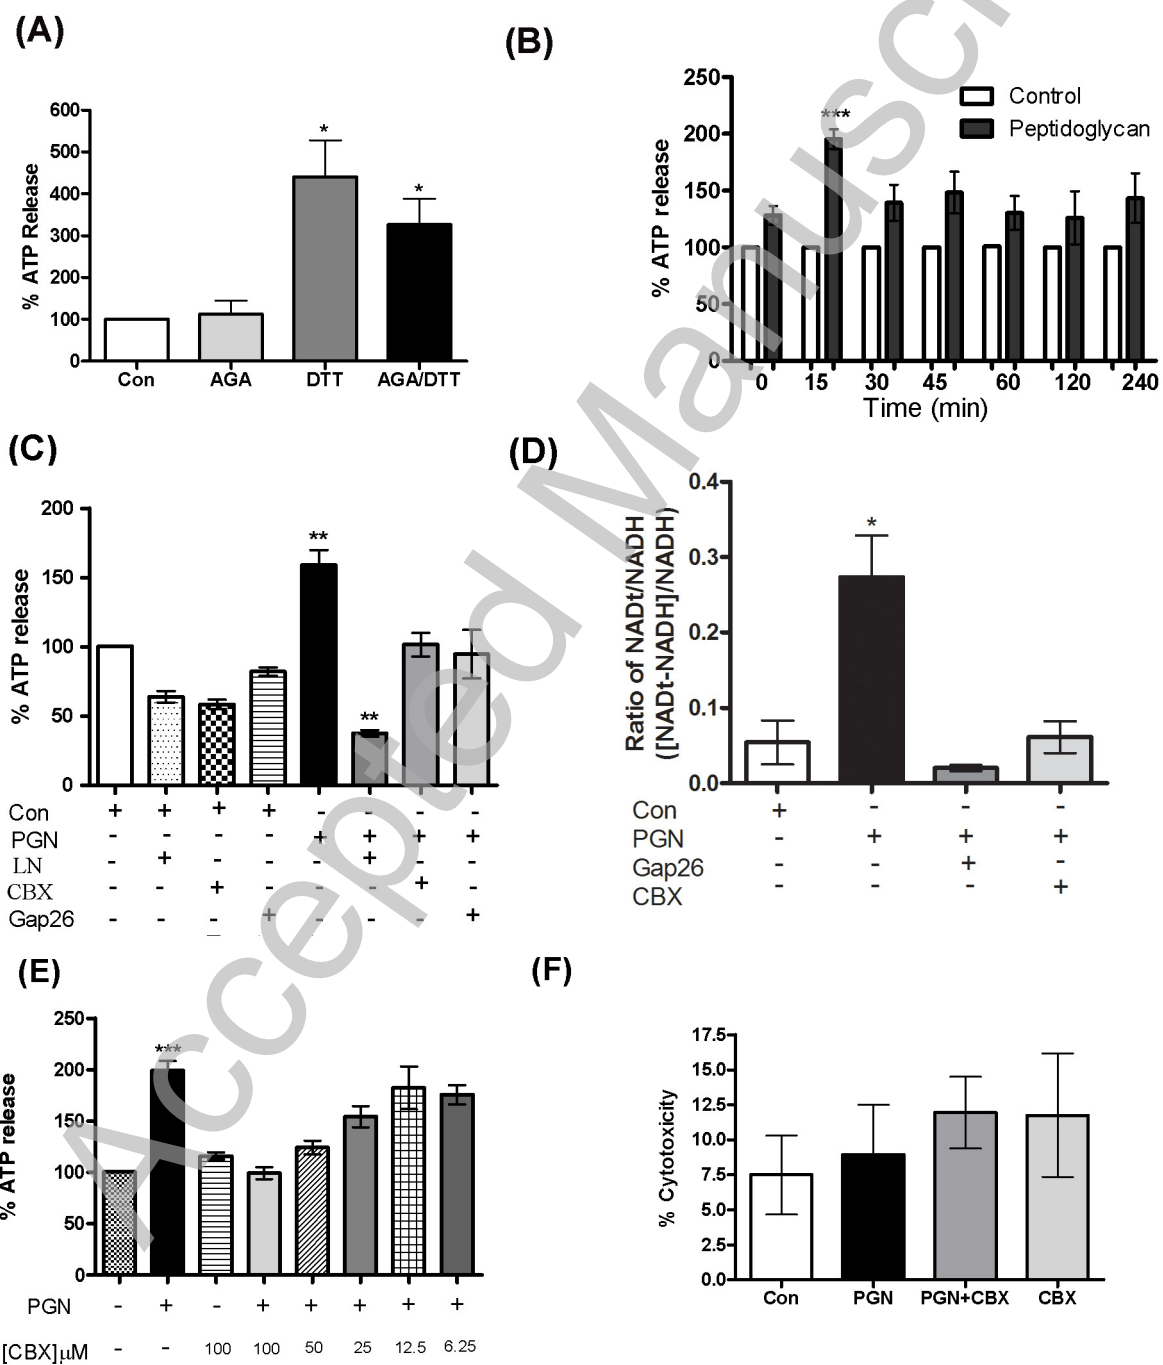 (A)
600
500
400
300
200
100
0
% ATP Release
*
*
Con AGA DTT AGA/DTT
(B)
250
200
150
100
50
0
% ATP release
***
Control
Peptidoglycan
0 15 30 45 60 120 240
Time (min)
(C)
200
150
100
50
0
% ATP release
**
**
Con + + + + - - - -
PGN - - - - + + + +
LN - + - - - + - -
CBX - - + - - - + -
Gap26 - - - + - - - +
(D)
0.4
0.3
0.2
0.1
0.0
Ratio of NADt/NADH
([NADt-NADH]/NADH)
*
Con + - - -
PGN - + + +
Gap26 - - + -
CBX - - - +
(E)
250
200
150
100
50
0
% ATP release
***
PGN - + - + + + + +
[CBX]µM - - 100 100 50 25 12.5 6.25
(F)
17.5
15.0
12.5
10.0
7.5
5.0
2.5
0.0
% Cytotoxicity
Con PGN PGN+CBX CBX
Accepted Manuscri